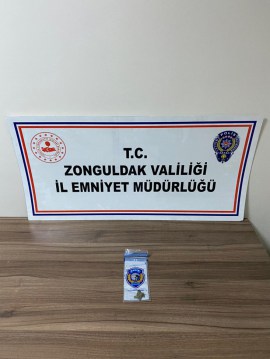 T.C.
ZONGULDAK VALİLİĞİ
İL EMNİYET MÜDÜRLÜĞÜ